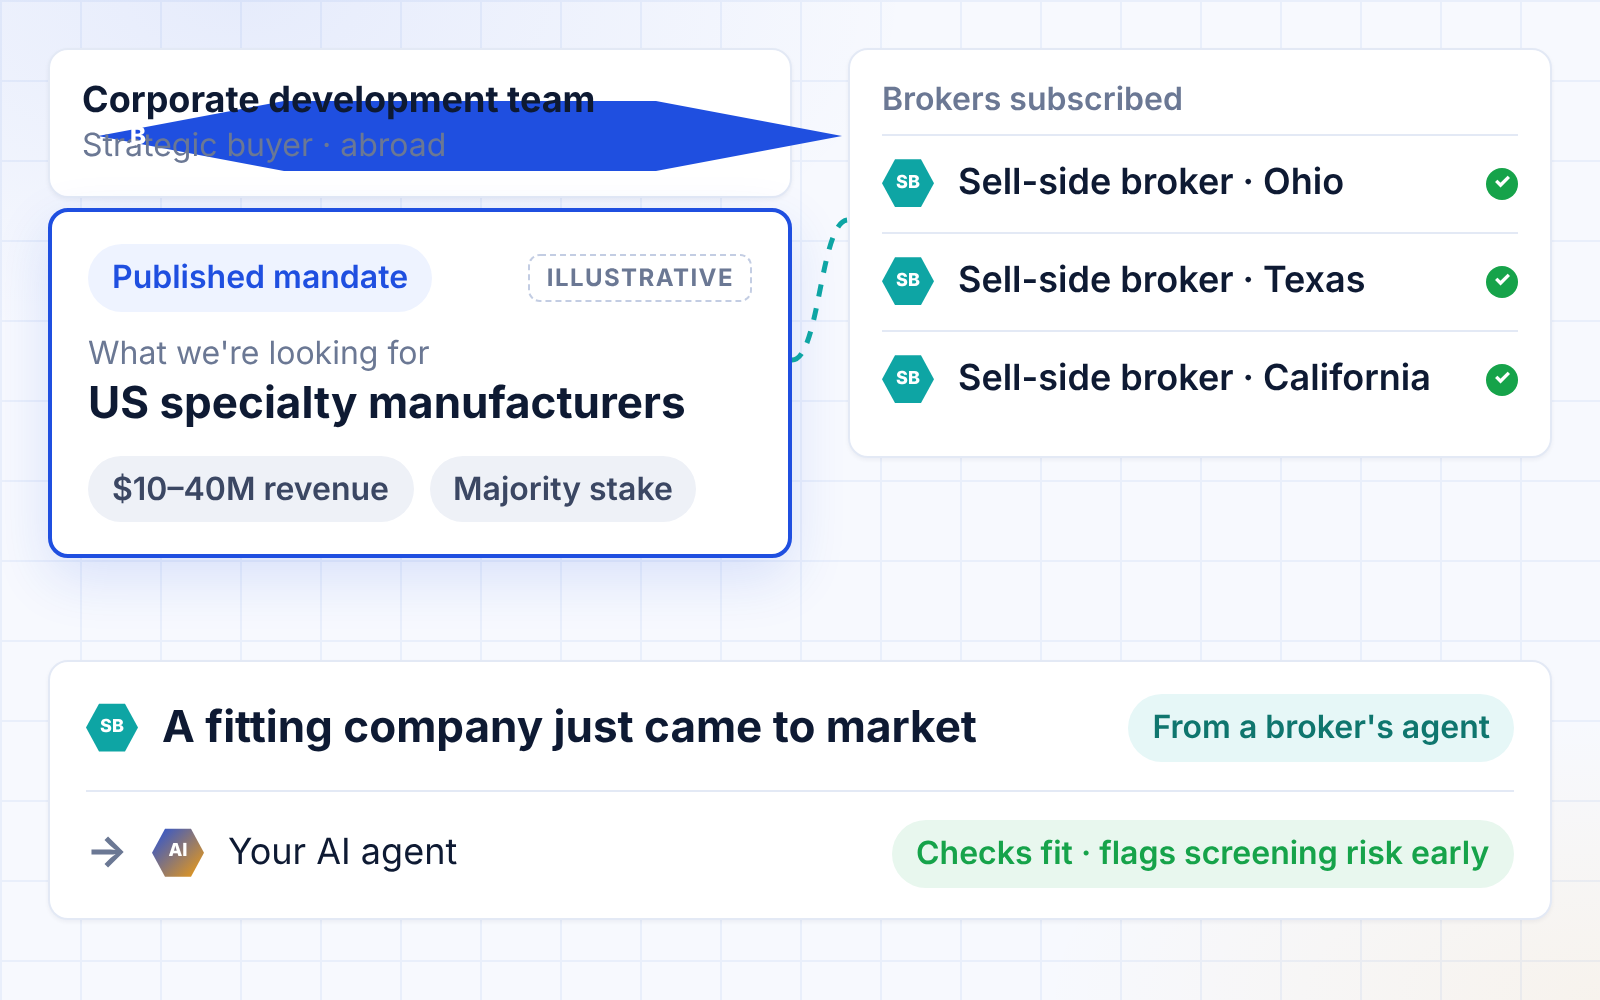 Corporate development team
B
Strategic buyer · abroad
Published mandate
ILLUSTRATIVE
What we're looking for
US specialty manufacturers
$10–40M revenue
Majority stake
Brokers subscribed
SB Sell-side broker · Ohio
SB Sell-side broker · Texas
SB Sell-side broker · California
SB A fitting company just came to market
From a broker's agent
→ AI Your AI agent
Checks fit · flags screening risk early